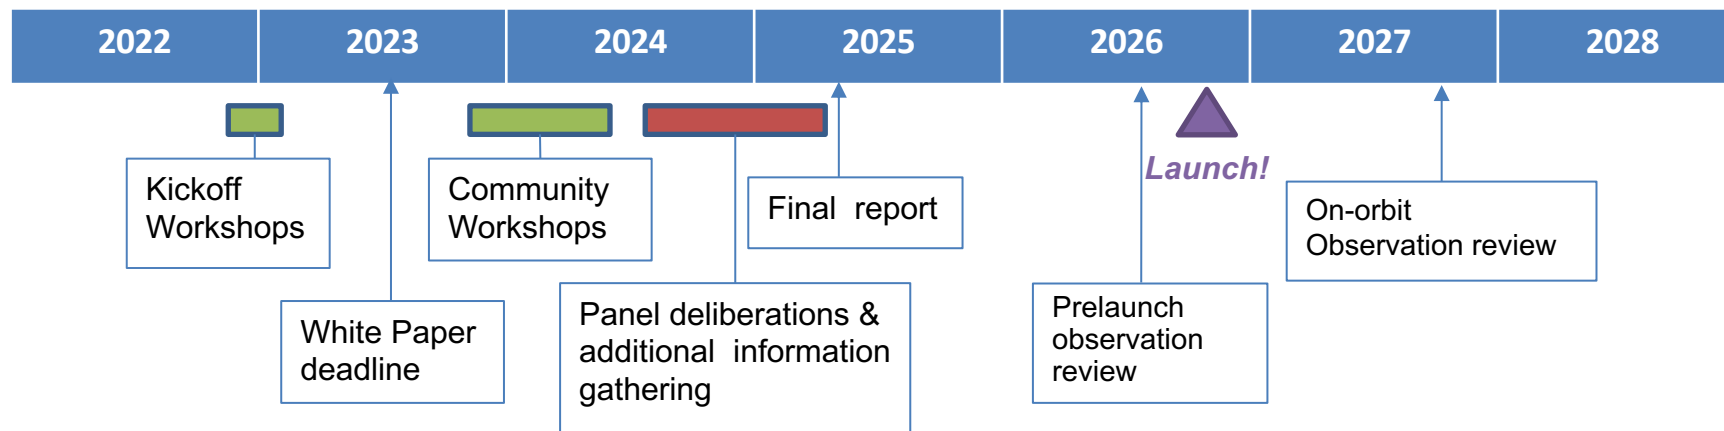 2022 2023 2024 2025 2026 2027 2028
Kickoff
Workshops
White Paper
deadline
Community
Workshops
Panel deliberations &
additional information
gathering
Final report
Prelaunch
observation
review
Launch!
On-orbit
Observation review